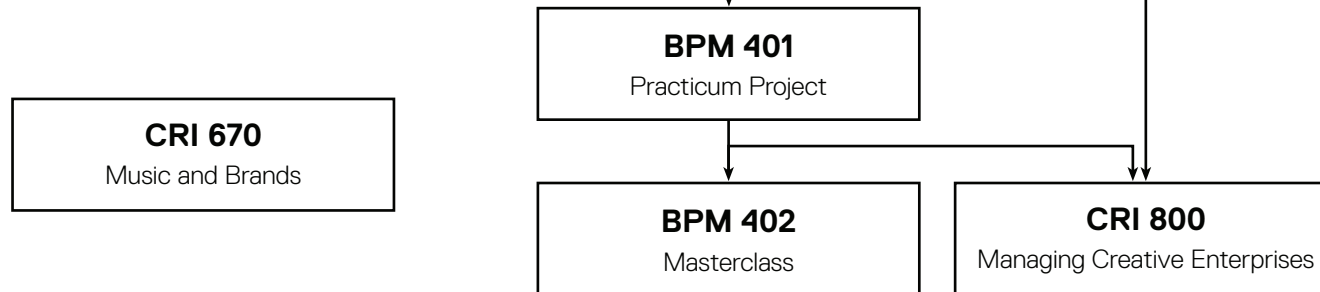 BPM 401
Practicum Project
CRI 670
Music and Brands
BPM 402
Masterclass
CRI 800
Managing Creative Enterprises